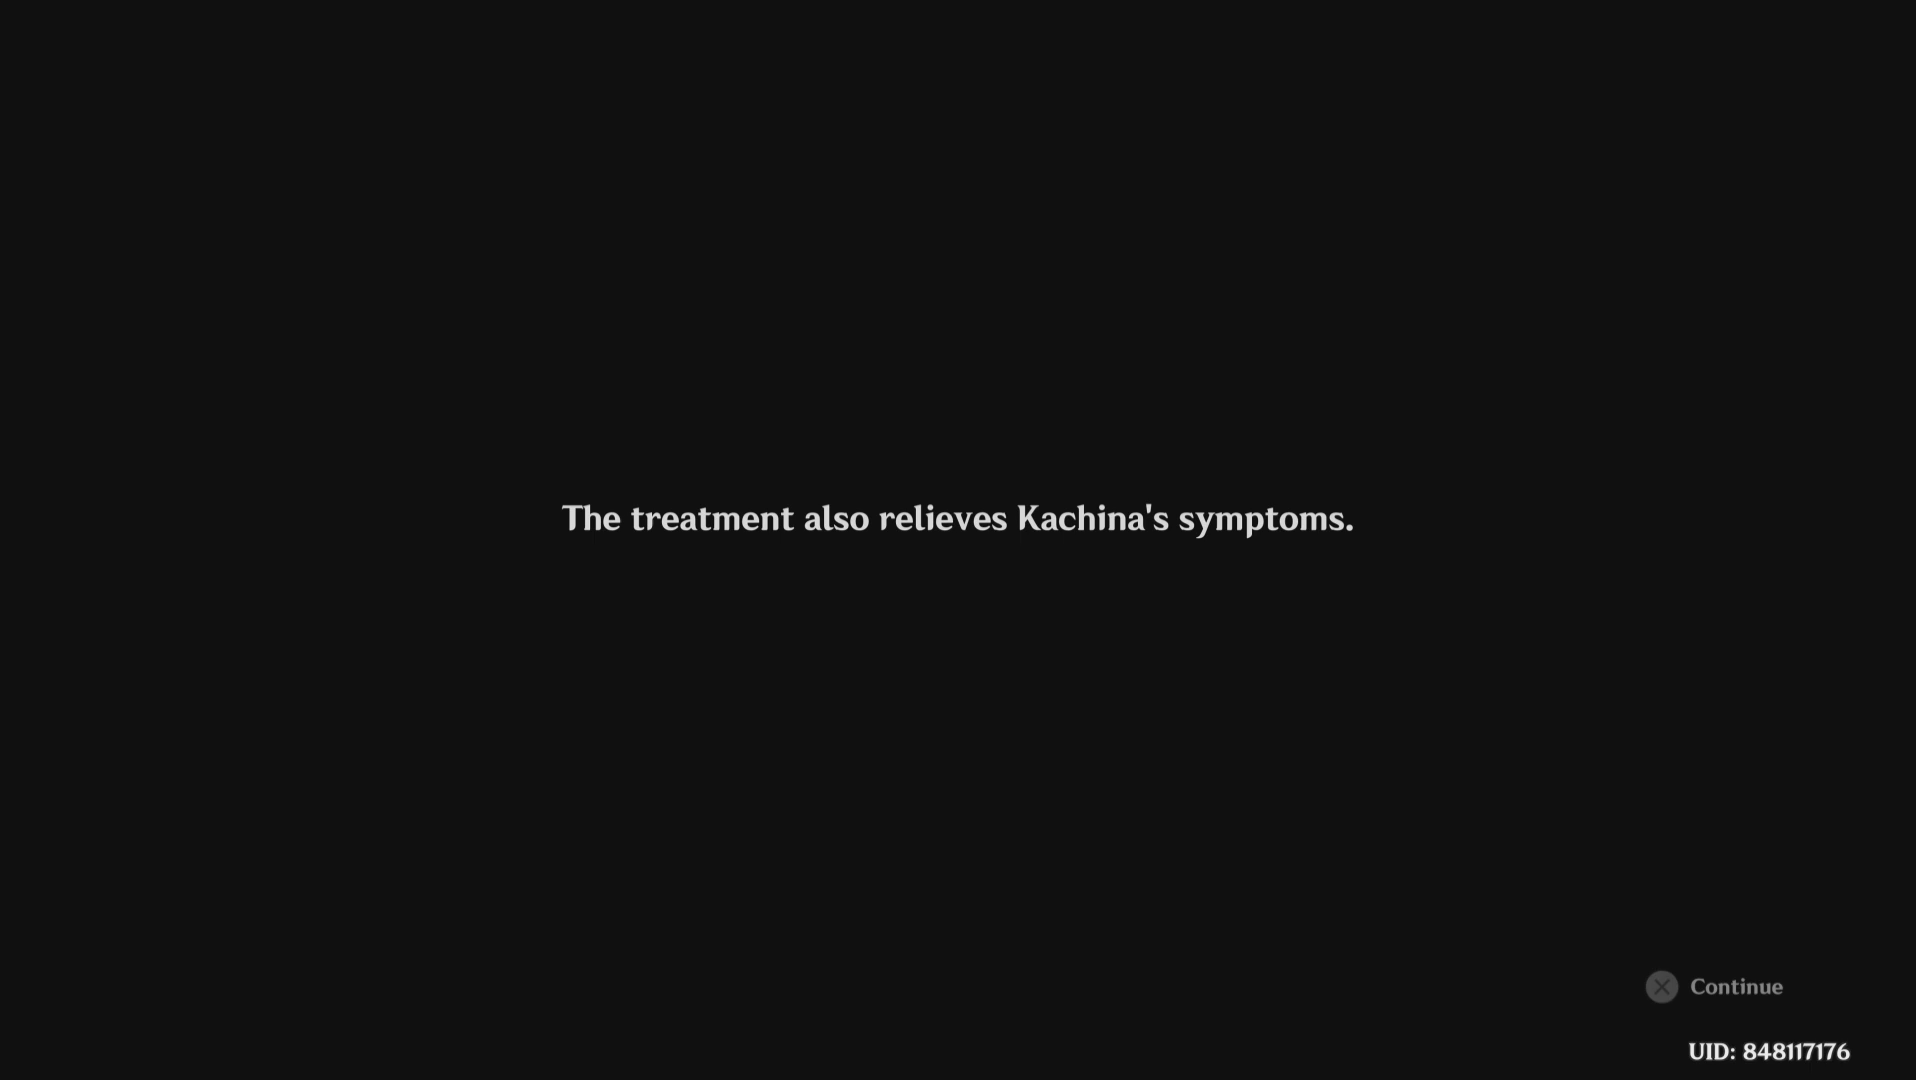 The treatment also relieves Kachina's symptoms.
Continue
UID: 848117176